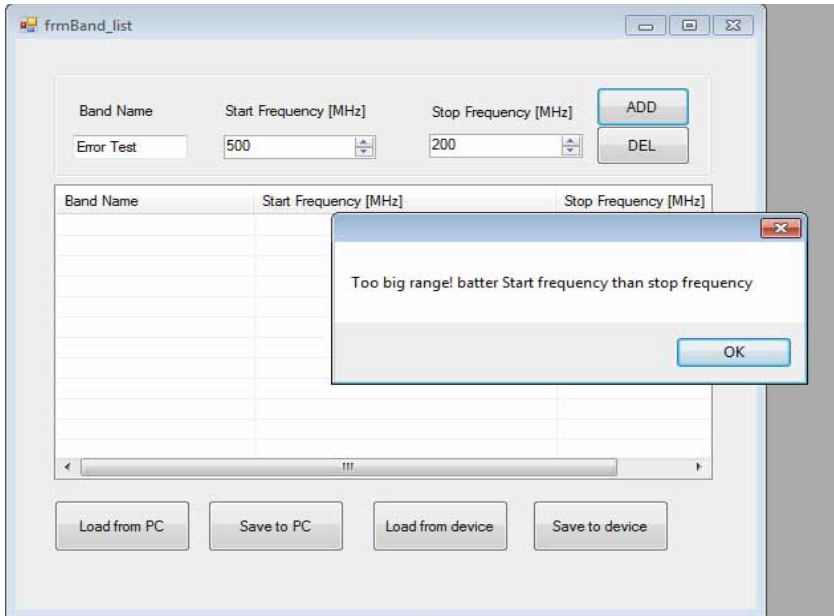 frmBand_list
Band Name Start Frequency [MHz] Stop Frequency [MHz] ADD
Error Test 500 200 DEL
Band Name Start Frequency [MHz] Stop Frequency [MHz]
Too big range! batter Start frequency than stop frequency
OK
Load from PC Save to PC Load from device Save to device